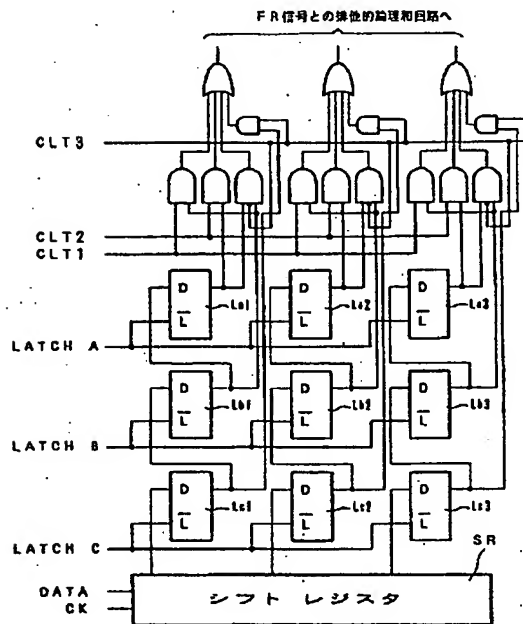 FR信号との排他的論理和回路へ
CLT3
CLT2
CLT1
D
L
La1
D
L
La2
D
L
La3
LATCH A
D
L
Lb1
D
L
Lb2
D
L
Lb3
LATCH B
D
L
Lc1
D
L
Lc2
D
L
Lc3
LATCH C
SR
DATA
CK
シフト レジスタ